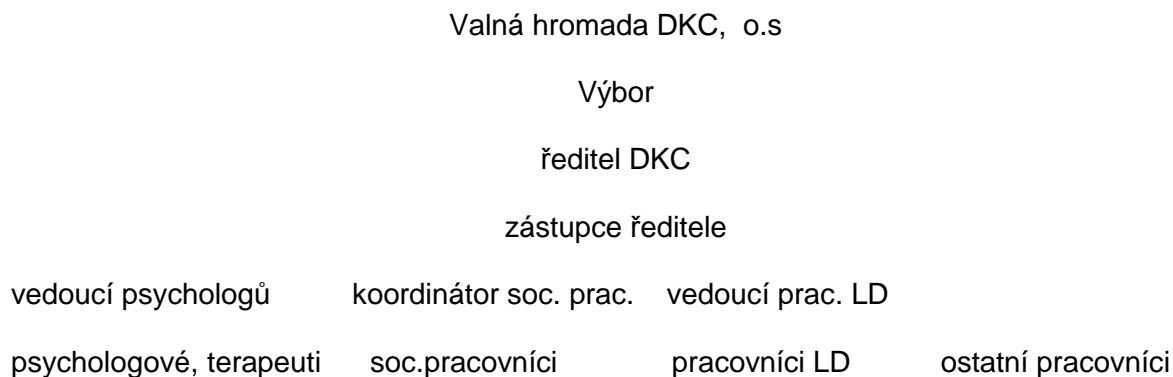 Valná hromada DKC, o.s
Výbor
ředitel DKC
zástupce ředitele
vedoucí psychologů koordinátor soc. prac. vedoucí prac. LD
psychologové, terapeuti soc.pracovníci pracovníci LD ostatní pracovníci